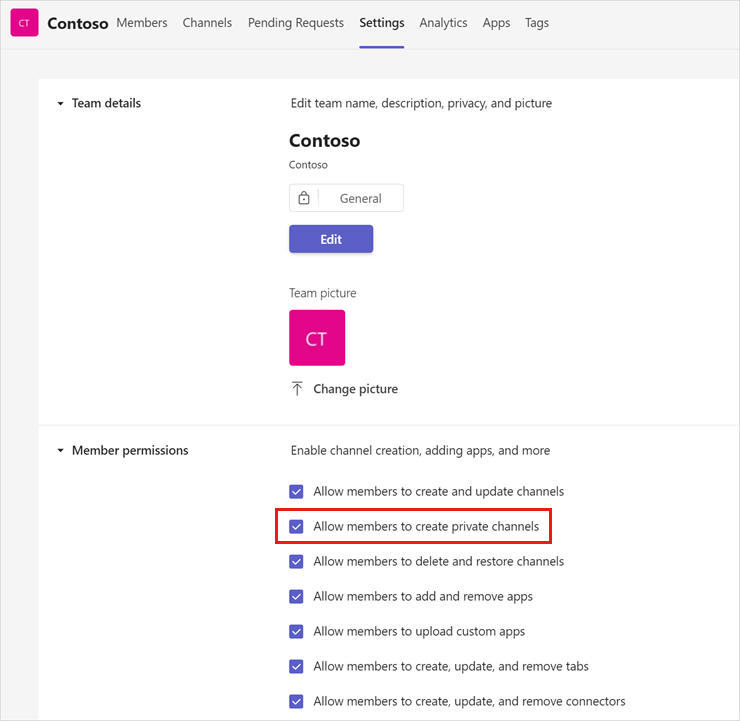 CT Contoso Members Channels Pending Requests Settings Analytics Apps Tags
Team details Edit team name, description, privacy, and picture
Contoso
Contoso
General
Edit
Team picture
CT
Change picture
Member permissions Enable channel creation, adding apps, and more
Allow members to create and update channels
Allow members to create private channels
Allow members to delete and restore channels
Allow members to add and remove apps
Allow members to upload custom apps
Allow members to create, update, and remove tabs
Allow members to create, update, and remove connectors